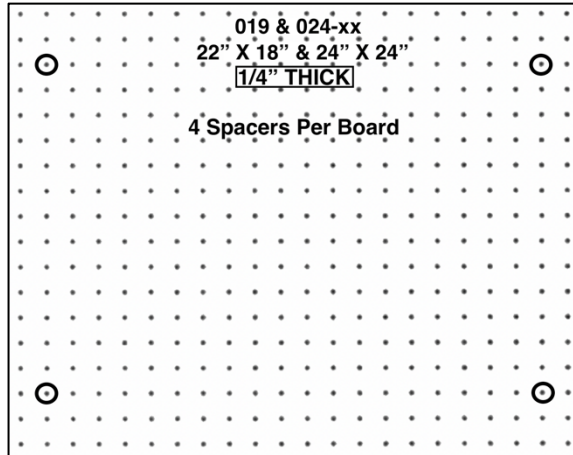 019 & 024-xx
22” X 18” & 24” X 24”
1/4” THICK
4 Spacers Per Board